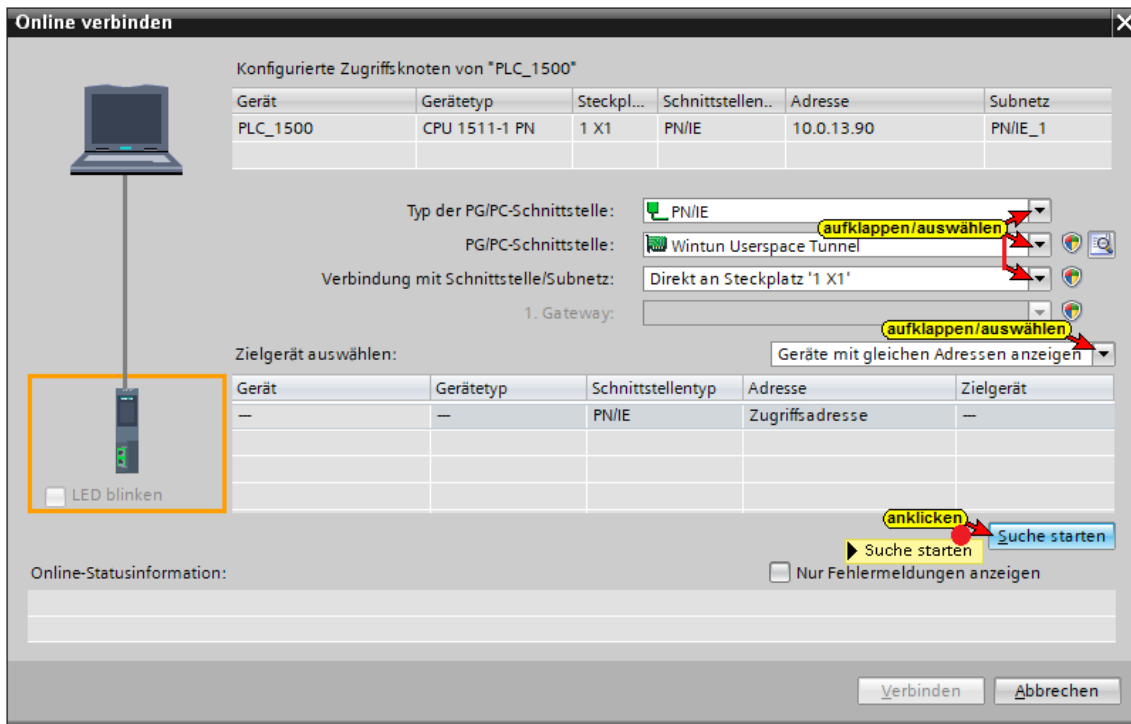 Online verbinden
Konfigurierte Zugriffsknoten von "PLC_1500"
Gerät Gerätetyp Steckpl... Schnittstellen.. Adresse Subnetz
PLC_1500 CPU 1511-1 PN 1 X1 PN/IE 10.0.13.90 PN/IE_1
Typ der PG/PC-Schnittstelle: PN/IE
aufklappen/auswählen
PG/PC-Schnittstelle: Wintun Userspace Tunnel
Verbindung mit Schnittstelle/Subnetz: Direkt an Steckplatz '1 X1'
1. Gateway:
aufklappen/auswählen
Zielgerät auswählen: Geräte mit gleichen Adressen anzeigen
Gerät Gerätetyp Schnittstellentyp Adresse Zielgerät
— — PN/IE Zugriffsadresse —
LED blinken
anklicken
Suche starten
Suche starten
Online-Statusinformation: Nur Fehlermeldungen anzeigen
Verbinden Abbrechen